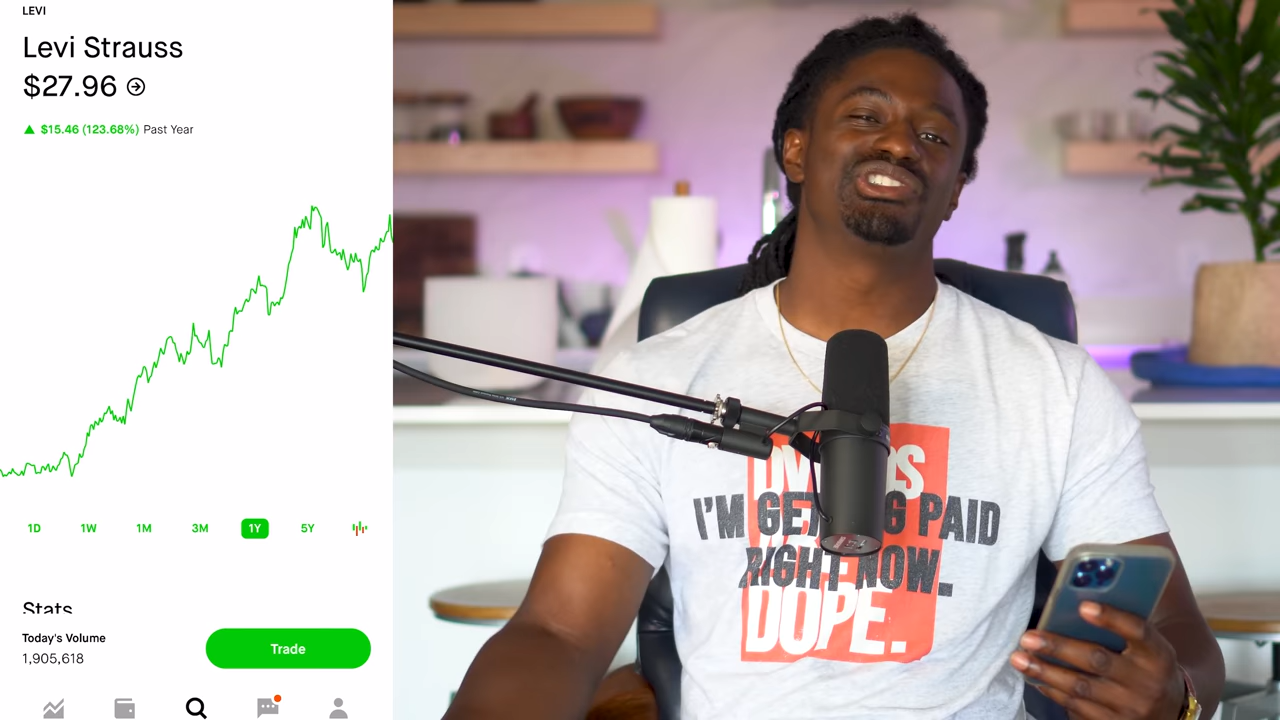 LEVI
Levi Strauss
$27.96
$15.46 (123.68%) Past Year
1D 1W 1M 3M 1Y 5Y
Stats
Today's Volume
1,905,618
Trade
I'M PAID
RIGHT NOW.
DOPE.